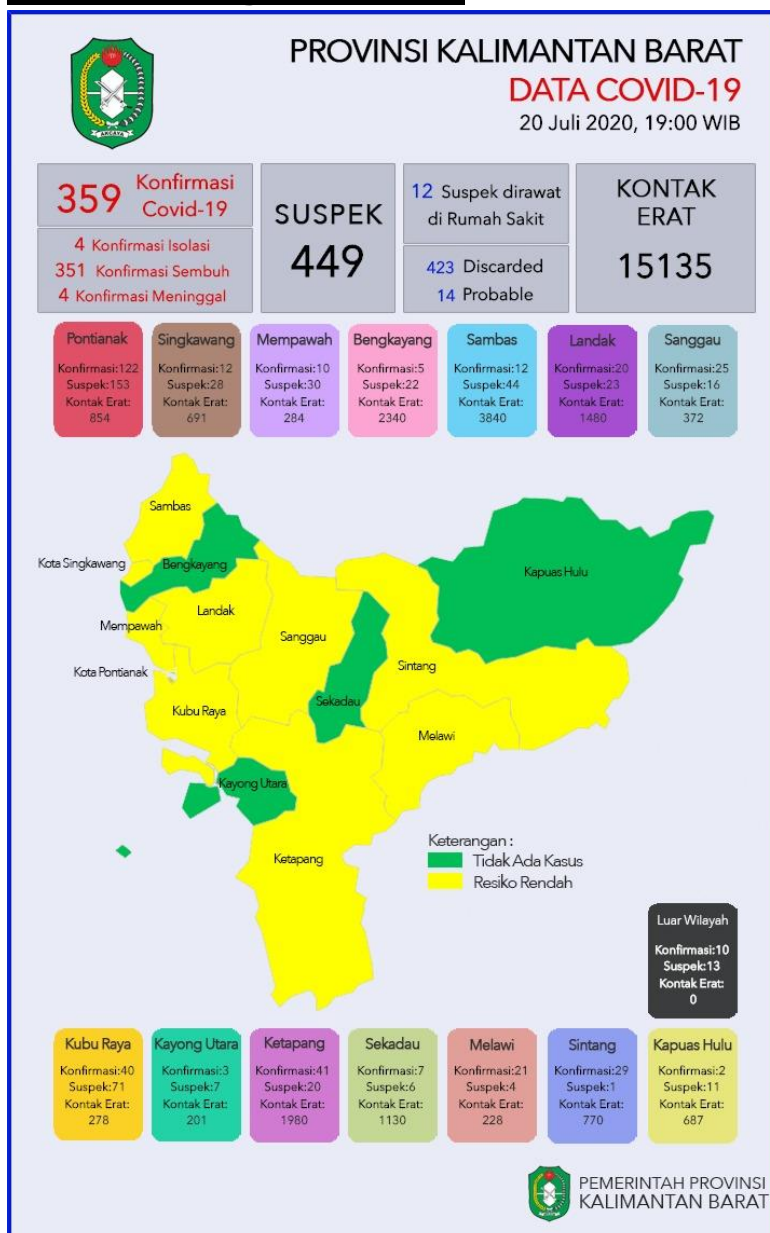 PROVINSI KALIMANTAN BARAT
DATA COVID-19
20 Juli 2020, 19:00 WIB
359 Konfirmasi
Covid-19
4 Konfirmasi Isolasi
351 Konfirmasi Sembuh
4 Konfirmasi Meninggal
SUSPEK
449
12 Suspek dirawat
di Rumah Sakit
423 Discarded
14 Probable
KONTAK
ERAT
15135
Pontianak
Konfirmasi:122
Suspek:153
Kontak Erat:
854
Singkawang
Konfirmasi:12
Suspek:28
Kontak Erat:
691
Mempawah
Konfirmasi:10
Suspek:30
Kontak Erat:
284
Bengkayang
Konfirmasi:5
Suspek:22
Kontak Erat:
2340
Sambas
Konfirmasi:12
Suspek:44
Kontak Erat:
3840
Landak
Konfirmasi:20
Suspek:23
Kontak Erat:
1480
Sanggau
Konfirmasi:25
Suspek:16
Kontak Erat:
372
Sambas
Kota Singkawang
Bengkayang
Kapuas Hulu
Landak
Mempawah
Sanggau
Kota Pontianak
Sintang
Sekadau
Kubu Raya
Melawi
Kayong Utara
Ketapang
Keterangan :
Tidak Ada Kasus
Resiko Rendah
Luar Wilayah
Konfirmasi:10
Suspek:13
Kontak Erat:
0
Kubu Raya
Konfirmasi:40
Suspek:71
Kontak Erat:
278
Kayong Utara
Konfirmasi:3
Suspek:7
Kontak Erat:
201
Ketapang
Konfirmasi:41
Suspek:20
Kontak Erat:
1980
Sekadau
Konfirmasi:7
Suspek:6
Kontak Erat:
1130
Melawi
Konfirmasi:21
Suspek:4
Kontak Erat:
228
Sintang
Konfirmasi:29
Suspek:1
Kontak Erat:
770
Kapuas Hulu
Konfirmasi:2
Suspek:11
Kontak Erat:
687
PEMERINTAH PROVINSI
KALIMANTAN BARAT